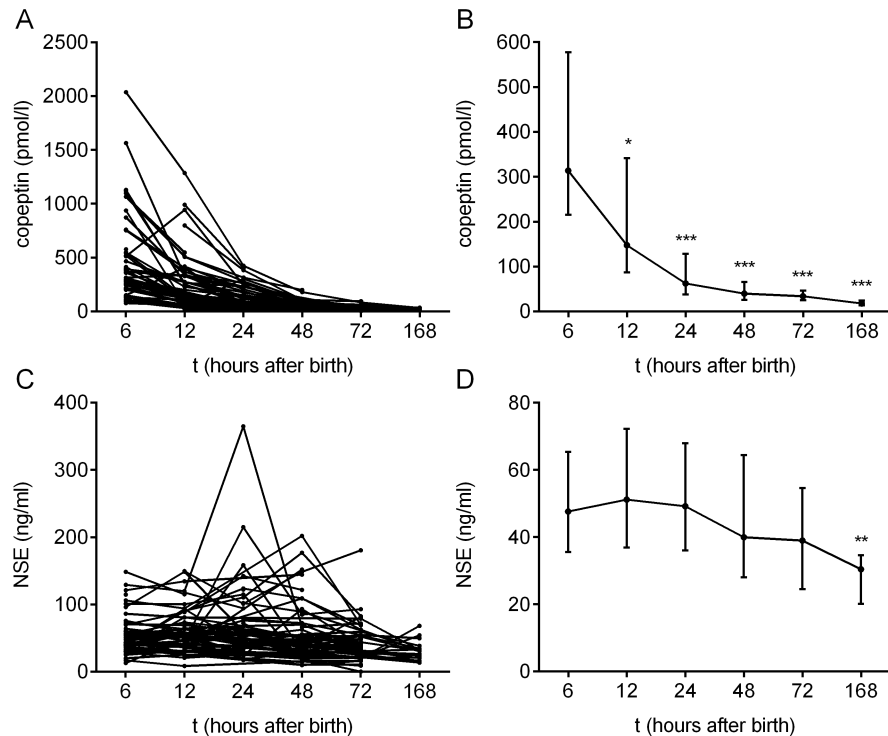 A
copeptin (pmol/l)
2500
2000
1500
1000
500
0
6 12 24 48 72 168
t (hours after birth)
B
copeptin (pmol/l)
600
500
400
300
200
100
0
* *** *** *** ***
6 12 24 48 72 168
t (hours after birth)
C
NSE (ng/ml)
400
300
200
100
0
6 12 24 48 72 168
t (hours after birth)
D
NSE (ng/ml)
80
60
40
20
0
**
6 12 24 48 72 168
t (hours after birth)